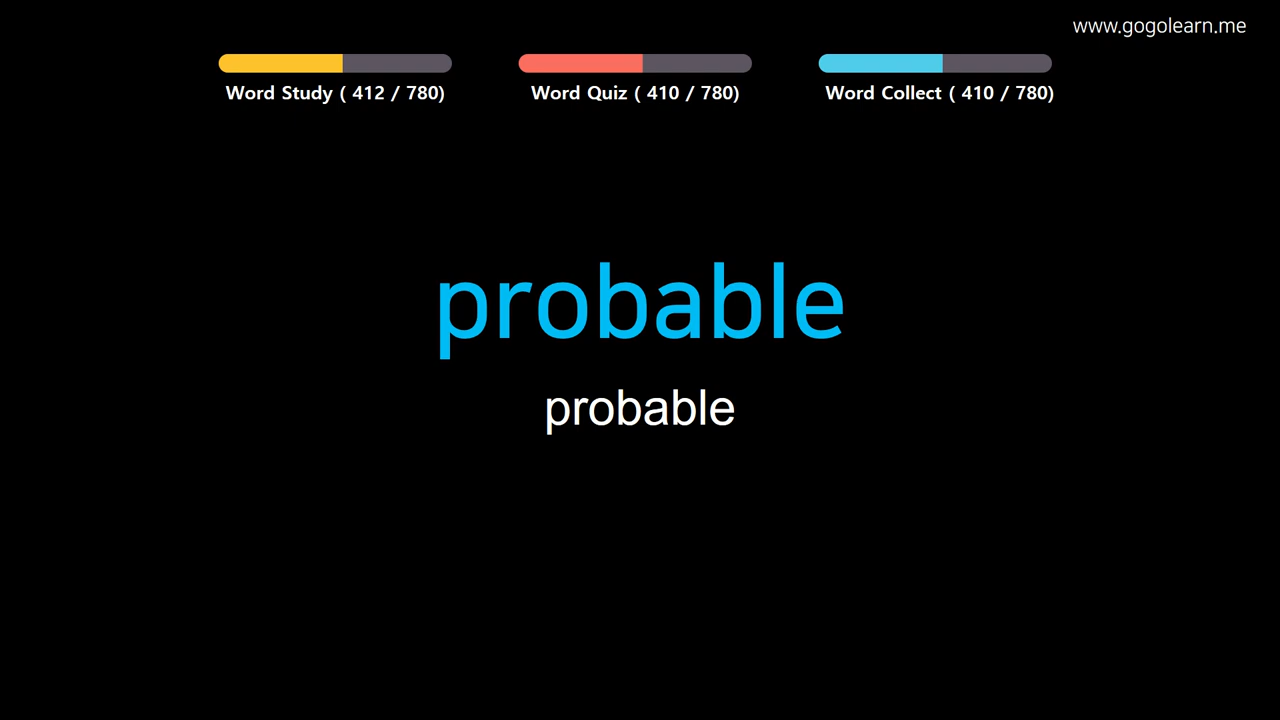 www.gogolearn.me
Word Study ( 412 / 780)
Word Quiz ( 410 / 780)
Word Collect ( 410 / 780)
probable
probable